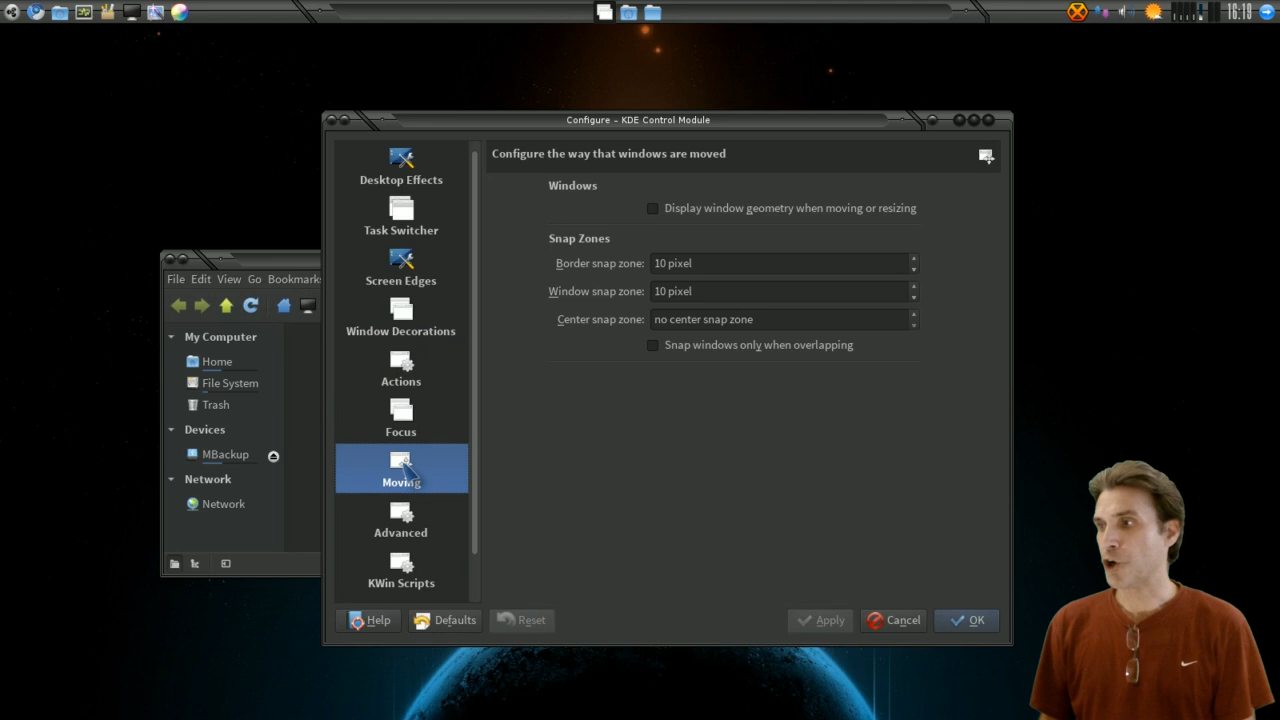 16:19
Configure – KDE Control Module
Desktop Effects
Task Switcher
Screen Edges
Window Decorations
Actions
Focus
Moving
Advanced
KWin Scripts
Configure the way that windows are moved
Windows
Display window geometry when moving or resizing
Snap Zones
Border snap zone: 10 pixel
Window snap zone: 10 pixel
Center snap zone: no center snap zone
Snap windows only when overlapping
Help Defaults Reset Apply Cancel OK
File Edit View Go Bookmarks
My Computer
Home
File System
Trash
Devices
MBackup
Network
Network